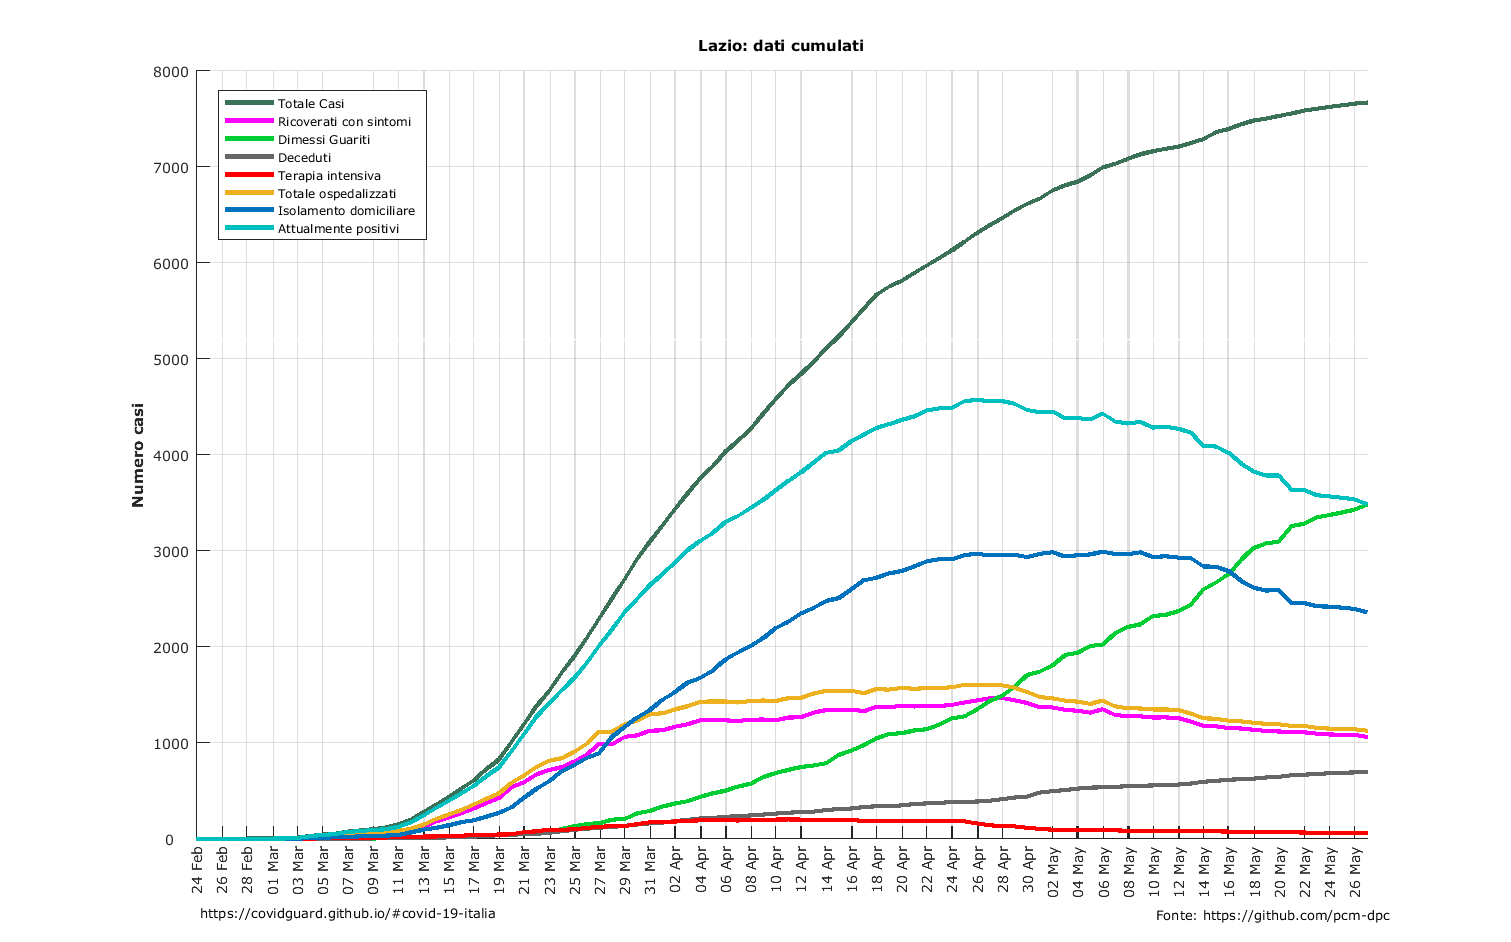 Lazio: dati cumulati
8000
7000
6000
5000
4000
3000
2000
1000
0
Numero casi
Totale Casi
Ricoverati con sintomi
Dimessi Guariti
Deceduti
Terapia intensiva
Totale ospedalizzati
Isolamento domiciliare
Attualmente positivi
24 Feb
26 Feb
28 Feb
01 Mar
03 Mar
05 Mar
07 Mar
09 Mar
11 Mar
13 Mar
15 Mar
17 Mar
19 Mar
21 Mar
23 Mar
25 Mar
27 Mar
29 Mar
31 Mar
02 Apr
04 Apr
06 Apr
08 Apr
10 Apr
12 Apr
14 Apr
16 Apr
18 Apr
20 Apr
22 Apr
24 Apr
26 Apr
28 Apr
30 Apr
02 May
04 May
06 May
08 May
10 May
12 May
14 May
16 May
18 May
20 May
22 May
24 May
26 May
https://covidguard.github.io/#covid-19-italia
Fonte: https://github.com/pcm-dpc